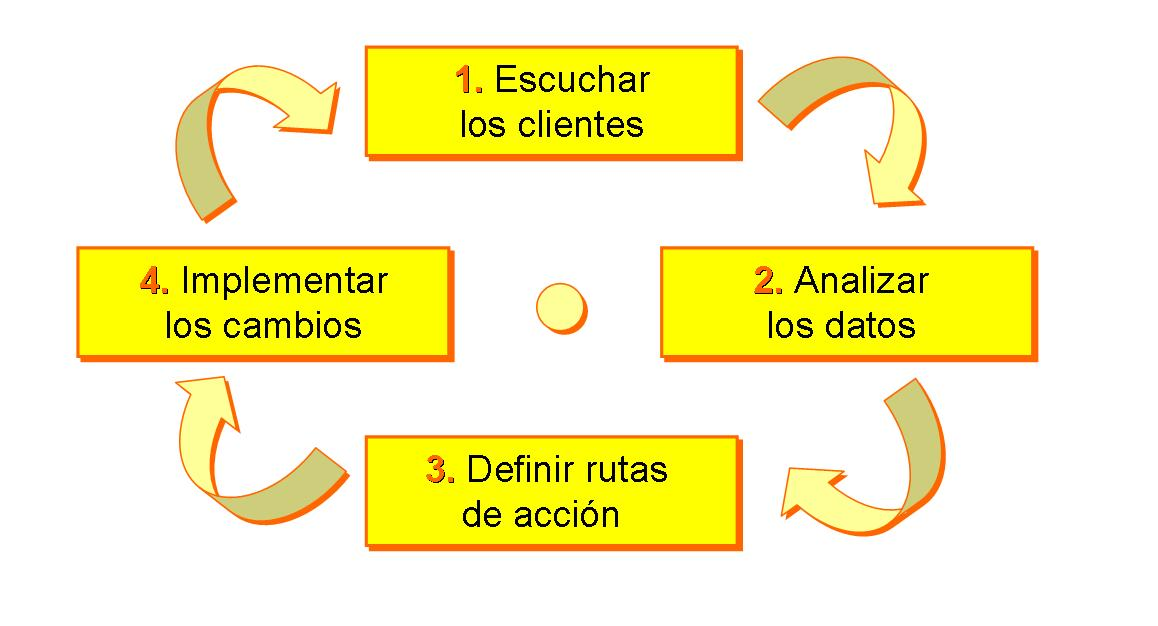 1. Escuchar
los clientes
2. Analizar
los datos
3. Definir rutas
de acción
4. Implementar
los cambios